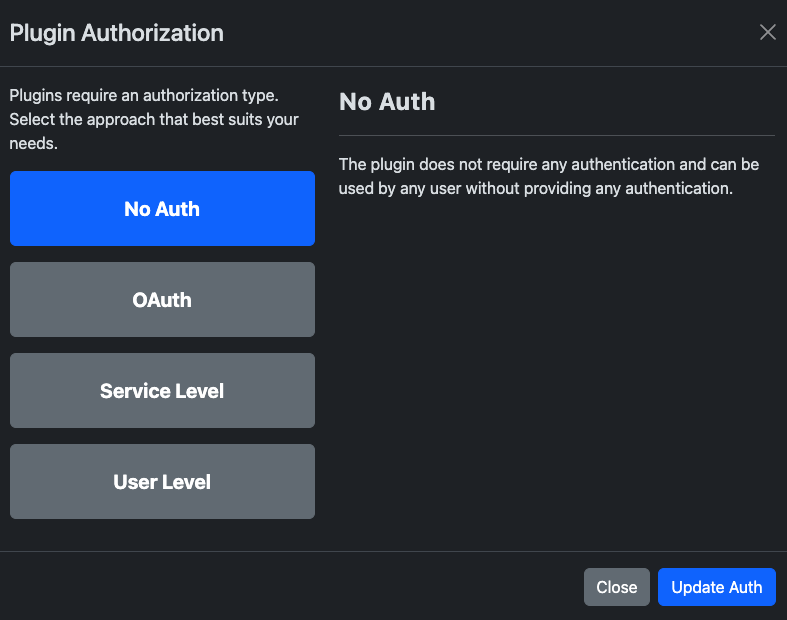 Plugin Authorization
Plugins require an authorization type.
Select the approach that best suits your
needs.
No Auth
OAuth
Service Level
User Level
No Auth
The plugin does not require any authentication and can be
used by any user without providing any authentication.
Close
Update Auth